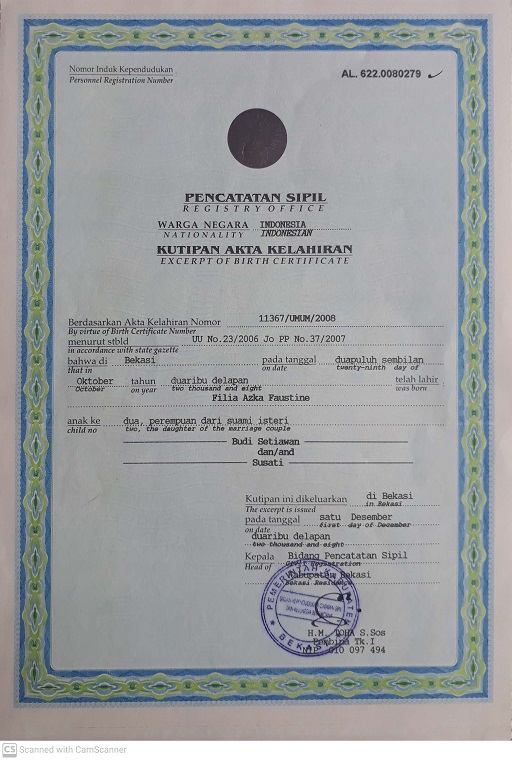 Nomor Induk Kependudukan
Personnel Registration Number
AL. 622.0080279
PENCATATAN SIPIL
REGISTRY OFFICE
WARGA NEGARA INDONESIA
NATIONALITY INDONESIAN
KUTIPAN AKTA KELAHIRAN
EXCERPT OF BIRTH CERTIFICATE
Berdasarkan Akta Kelahiran Nomor 11367/UMUM/2008
By virtue of Birth Certificate Number
menurut stbld UU No.23/2006 Jo PP No.37/2007
in accordance with state gazette
bahwa di Bekasi pada tanggal duapuluh sembilan
that in on date twenty-ninth day of
Oktober tahun duaribu delapan telah lahir
October on year two thousand and eight was born
Filia Azka Faustine
anak ke dua, perempuan dari suami isteri
child no two, the daughter of the marriage couple
Budi Setiawan
dan/and
Susati
Kutipan ini dikeluarkan di Bekasi
The excerpt is issued in Bekasi
pada tanggal satu Desember
on date first day of December
duaribu delapan
two thousand and eight
Kepala Bidang Pencatatan Sipil
Head of Civil Registration
Kabupaten Bekasi
Bekasi
PEMERINTAH
BEKASI
H.M. TOHA S.Sos
Pembina Tk.I
NIP. 010 097 494
CS Scanned with CamScanner